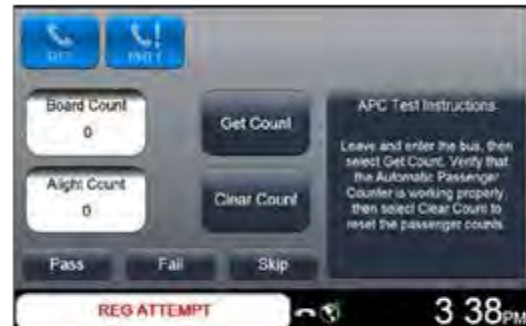 Board Count
0
Get Count
Alight Count
0
Clear Count
APC Test Instructions
Leave and enter the bus, then
select Get Count. Verify that
the Automatic Passenger
Counter is working properly,
then select Clear Count to
reset the passenger counts.
Pass
Fail
Skip
REG ATTEMPT
3 38PM